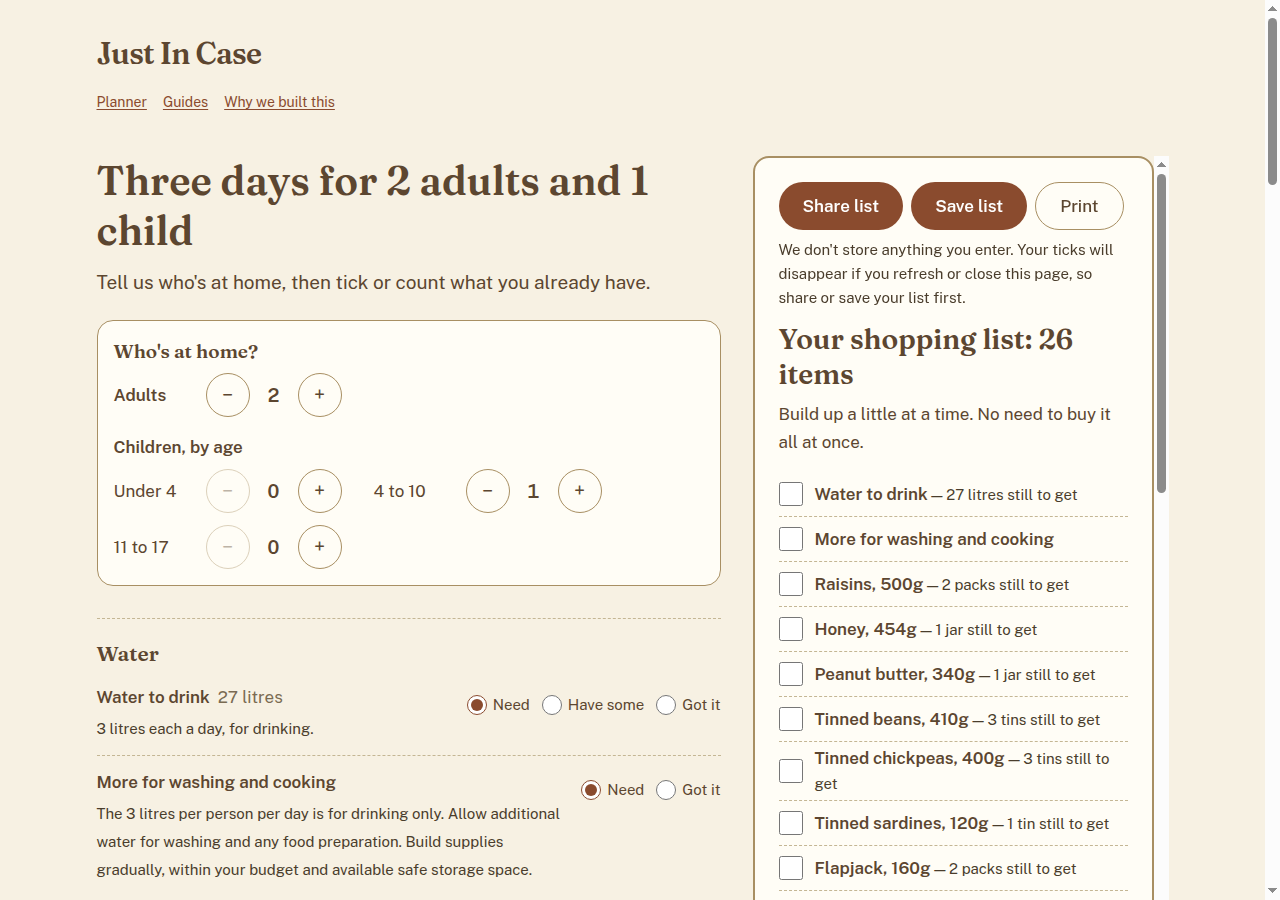 Just In Case
Planner Guides Why we built this
Three days for 2 adults and 1
child
Tell us who's at home, then tick or count what you already have.
Who's at home?
Adults − 2 +
Children, by age
Under 4 − 0 + 4 to 10 − 1 +
11 to 17 − 0 +
Water
Water to drink 27 litres
Need Have some Got it
3 litres each a day, for drinking.
More for washing and cooking
Need Got it
The 3 litres per person per day is for drinking only. Allow additional
water for washing and any food preparation. Build supplies
gradually, within your budget and available safe storage space.
Share list Save list Print
We don't store anything you enter. Your ticks will
disappear if you refresh or close this page, so
share or save your list first.
Your shopping list: 26
items
Build up a little at a time. No need to buy it
all at once.
Water to drink — 27 litres still to get
More for washing and cooking
Raisins, 500g — 2 packs still to get
Honey, 454g — 1 jar still to get
Peanut butter, 340g — 1 jar still to get
Tinned beans, 410g — 3 tins still to get
Tinned chickpeas, 400g — 3 tins still to
get
Tinned sardines, 120g — 1 tin still to get
Flapjack, 160g — 2 packs still to get